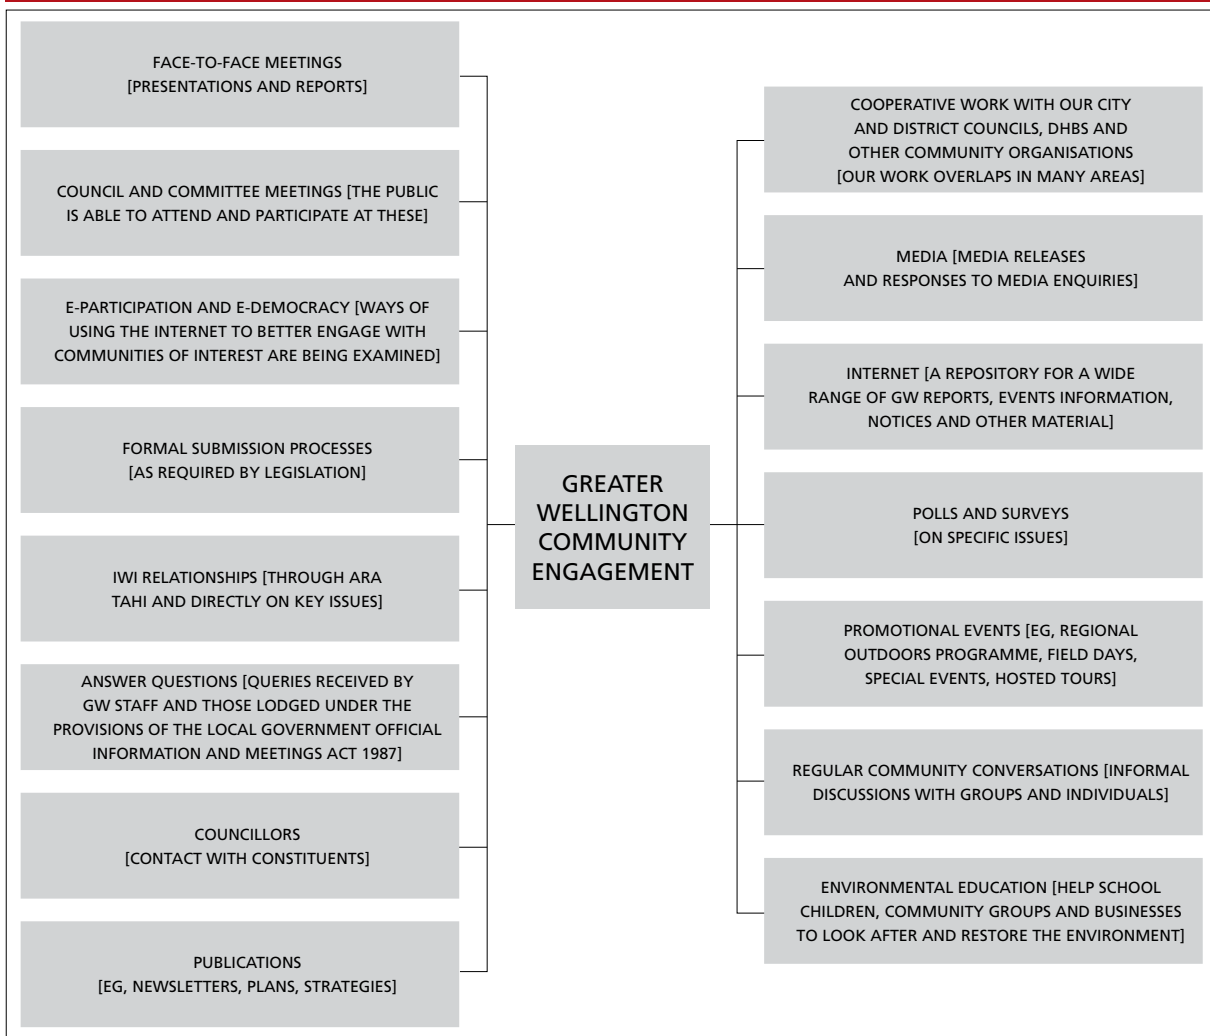 FACE-TO-FACE MEETINGS
[PRESENTATIONS AND REPORTS]
COUNCIL AND COMMITTEE MEETINGS [THE PUBLIC
IS ABLE TO ATTEND AND PARTICIPATE AT THESE]
E-PARTICIPATION AND E-DEMOCRACY [WAYS OF
USING THE INTERNET TO BETTER ENGAGE WITH
COMMUNITIES OF INTEREST ARE BEING EXAMINED]
FORMAL SUBMISSION PROCESSES
[AS REQUIRED BY LEGISLATION]
IWI RELATIONSHIPS [THROUGH ARA
TAHI AND DIRECTLY ON KEY ISSUES]
ANSWER QUESTIONS [QUERIES RECEIVED BY
GW STAFF AND THOSE LODGED UNDER THE
PROVISIONS OF THE LOCAL GOVERNMENT OFFICIAL
INFORMATION AND MEETINGS ACT 1987]
COUNCILLORS
[CONTACT WITH CONSTITUENTS]
PUBLICATIONS
[EG, NEWSLETTERS, PLANS, STRATEGIES]
GREATER
WELLINGTON
COMMUNITY
ENGAGEMENT
COOPERATIVE WORK WITH OUR CITY
AND DISTRICT COUNCILS, DHBS AND
OTHER COMMUNITY ORGANISATIONS
[OUR WORK OVERLAPS IN MANY AREAS]
MEDIA [MEDIA RELEASES
AND RESPONSES TO MEDIA ENQUIRIES]
INTERNET [A REPOSITORY FOR A WIDE
RANGE OF GW REPORTS, EVENTS INFORMATION,
NOTICES AND OTHER MATERIAL]
POLLS AND SURVEYS
[ON SPECIFIC ISSUES]
PROMOTIONAL EVENTS [EG, REGIONAL
OUTDOORS PROGRAMME, FIELD DAYS,
SPECIAL EVENTS, HOSTED TOURS]
REGULAR COMMUNITY CONVERSATIONS [INFORMAL
DISCUSSIONS WITH GROUPS AND INDIVIDUALS]
ENVIRONMENTAL EDUCATION [HELP SCHOOL
CHILDREN, COMMUNITY GROUPS AND BUSINESSES
TO LOOK AFTER AND RESTORE THE ENVIRONMENT]